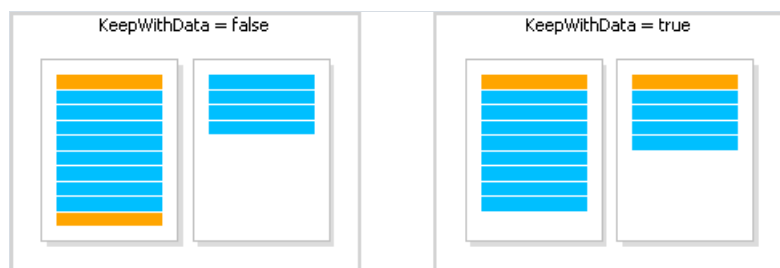 KeepWithData = false
KeepWithData = true